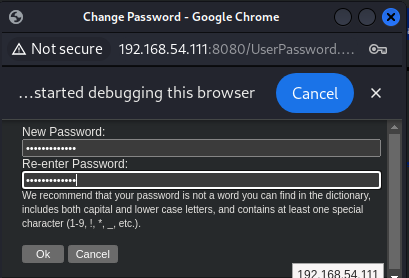 Change Password - Google Chrome
Not secure 192.168.54.111:8080/UserPassword....
...started debugging this browser Cancel
New Password:
•••••••••••••
Re-enter Password:
•••••••••••••
We recommend that your password is not a word you can find in the dictionary,
includes both capital and lower case letters, and contains at least one special
character (1-9, !, *, _, etc.).
Ok Cancel
192.168.54.111